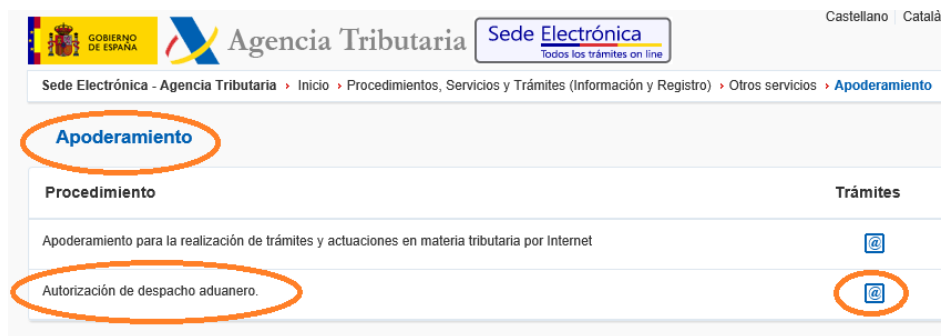 Castellano Català
GOBIERNO
DE ESPAÑA
Agencia Tributaria
Sede Electrónica
Todos los trámites on line
Sede Electrónica - Agencia Tributaria › Inicio › Procedimientos, Servicios y Trámites (Información y Registro) › Otros servicios › Apoderamiento
Apoderamiento
Procedimiento Trámites
Apoderamiento para la realización de trámites y actuaciones en materia tributaria por Internet @
Autorización de despacho aduanero. @